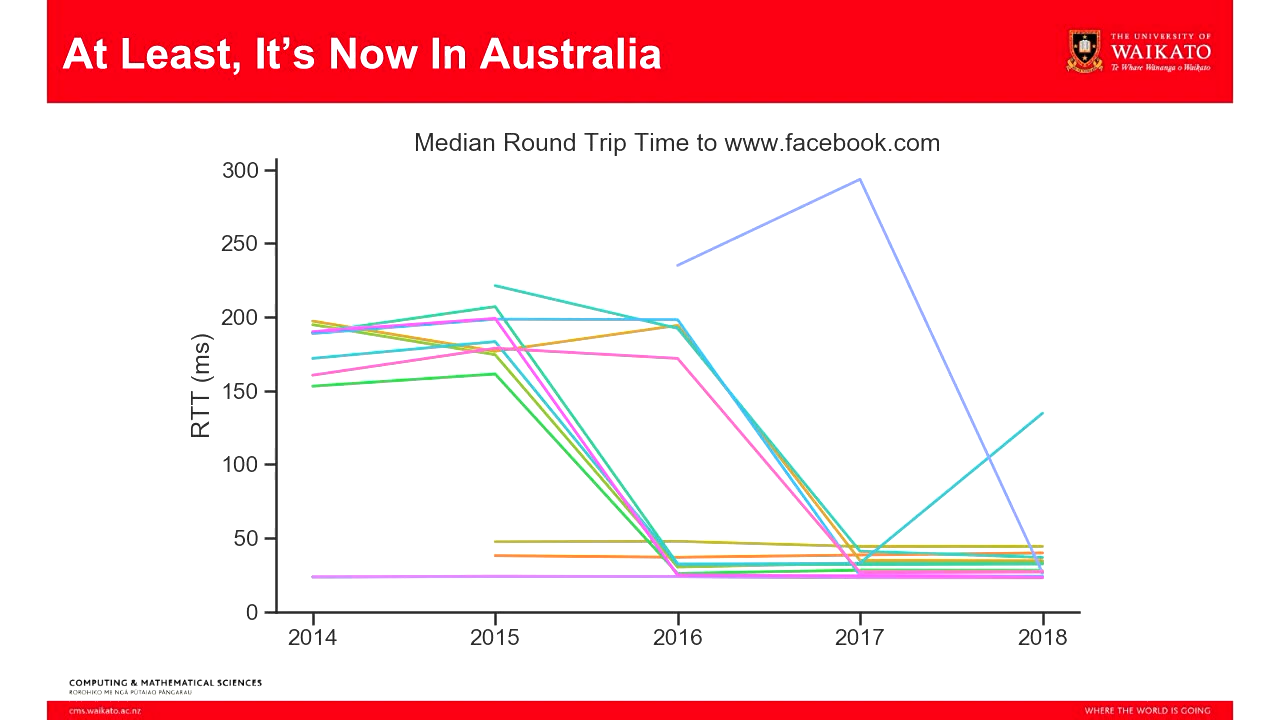 At Least, It’s Now In Australia
THE UNIVERSITY OF
WAIKATO
Te Whare Wānanga o Waikato
Median Round Trip Time to www.facebook.com
300
250
200
150
100
50
0
RTT (ms)
2014 2015 2016 2017 2018
COMPUTING & MATHEMATICAL SCIENCES
ROROHIKO ME NGĀ PŪTAIAO PĀNGARAU
cms.waikato.ac.nz
WHERE THE WORLD IS GOING